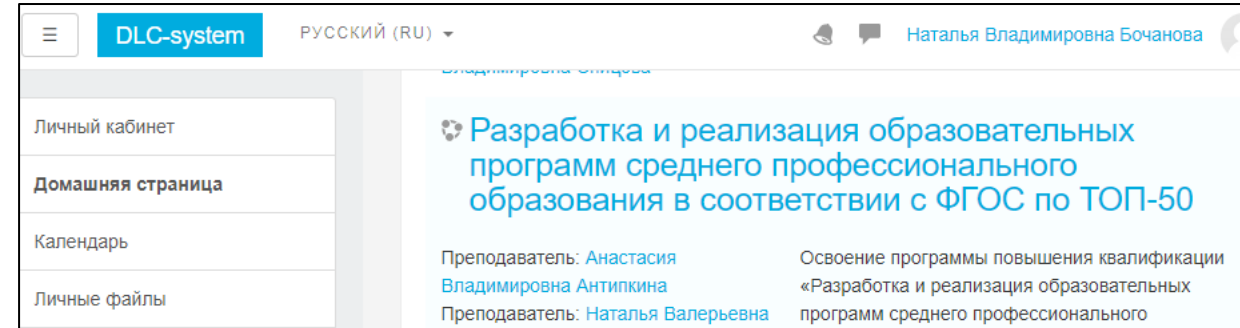 DLC-system
РУССКИЙ (RU)
Наталья Владимировна Бочанова
Личный кабинет
Домашняя страница
Календарь
Личные файлы
Разработка и реализация образовательных
программ среднего профессионального
образования в соответствии с ФГОС по ТОП-50
Преподаватель: Анастасия
Владимировна Антипкина
Преподаватель: Наталья Валерьевна
Освоение программы повышения квалификации
«Разработка и реализация образовательных
программ среднего профессионального